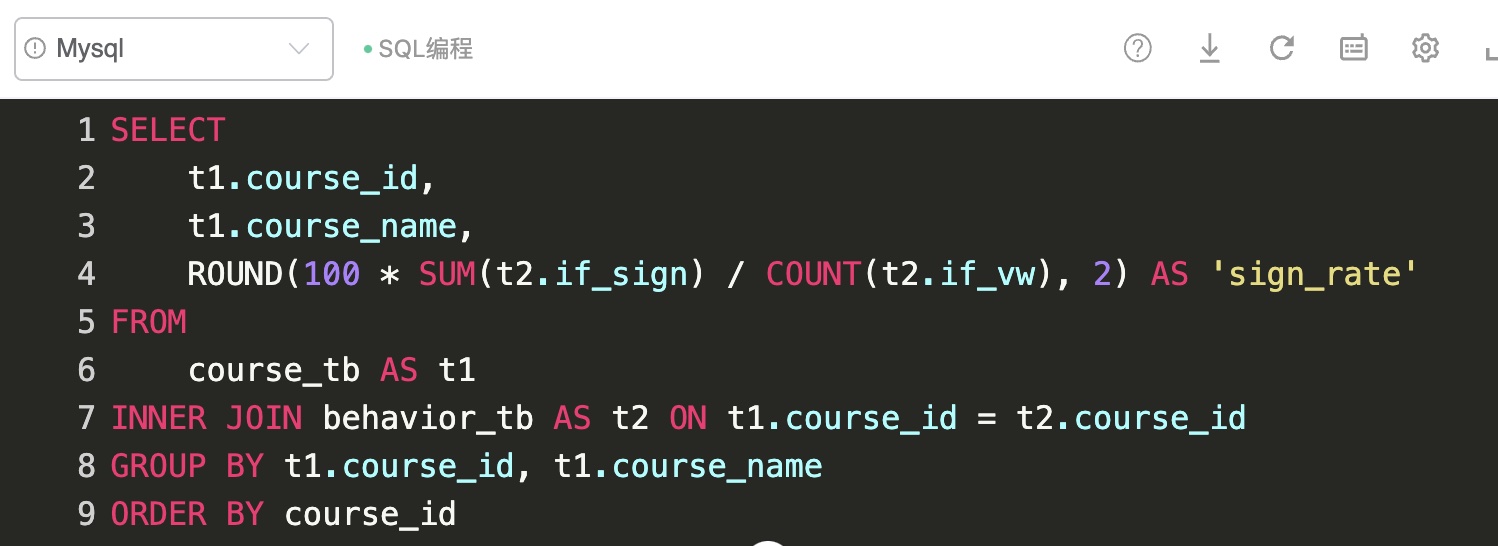 Mysql
SQL编程
1 SELECT
2     t1.course_id,
3     t1.course_name,
4     ROUND(100 * SUM(t2.if_sign) / COUNT(t2.if_vw), 2) AS 'sign_rate'
5 FROM
6     course_tb AS t1
7 INNER JOIN behavior_tb AS t2 ON t1.course_id = t2.course_id
8 GROUP BY t1.course_id, t1.course_name
9 ORDER BY course_id